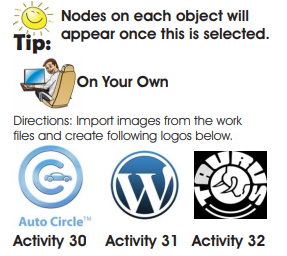 Tip: Nodes on each object will
appear once this is selected.
On Your Own
Directions: Import images from the work
files and create following logos below.
W
TAURUS
Auto Circle™
Activity 30 Activity 31 Activity 32